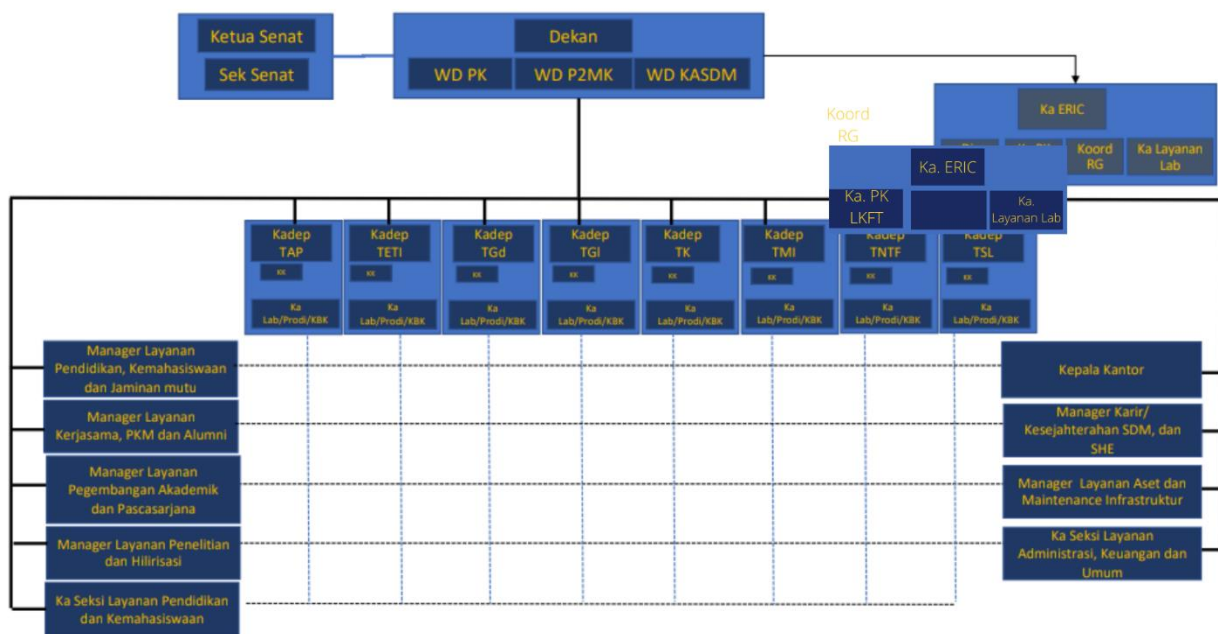 Ketua Senat
Sek Senat
Dekan
WD PK
WD P2MK
WD KASDM
Ka ERIC
Koord
RG
Ka Layanan
Lab
Koord
RG
Ka. ERIC
Ka. PK
LKFT
Ka.
Layanan Lab
Kadep
TAP
KK
Ka
Lab/Prodi/KBK
Kadep
TETI
KK
Ka
Lab/Prodi/KBK
Kadep
TGd
KK
Ka
Lab/Prodi/KBK
Kadep
TGl
KK
Ka
Lab/Prodi/KBK
Kadep
TK
KK
Ka
Lab/Prodi/KBK
Kadep
TMI
KK
Ka
Lab/Prodi/KBK
Kadep
TNTF
KK
Ka
Lab/Prodi/KBK
Kadep
TSL
KK
Ka
Lab/Prodi/KBK
Manager Layanan
Pendidikan, Kemahasiswaan
dan Jaminan mutu
Manager Layanan
Kerjasama, PKM dan Alumni
Manager Layanan
Pegembangan Akademik
dan Pascasarjana
Manager Layanan Penelitian
dan Hilirisasi
Ka Seksi Layanan Pendidikan
dan Kemahasiswaan
Kepala Kantor
Manager Karir/
Kesejahterahan SDM, dan
SHE
Manager Layanan Aset dan
Maintenance Infrastruktur
Ka Seksi Layanan
Administrasi, Keuangan dan
Umum